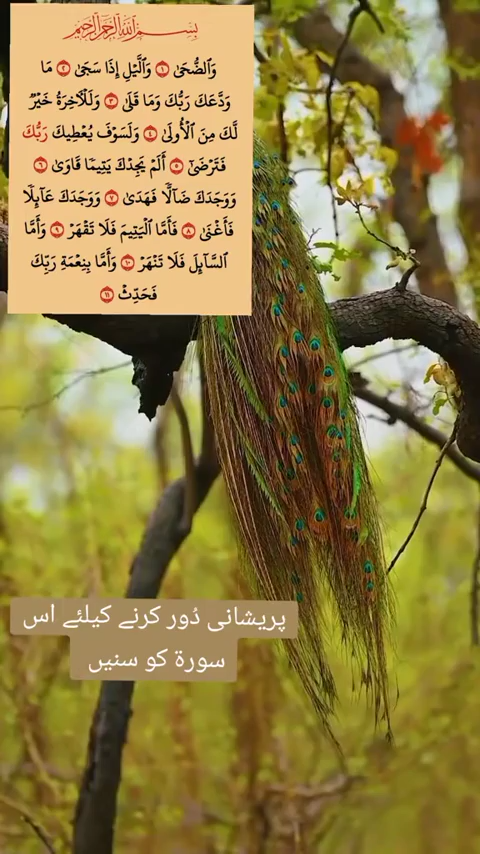 بِسْمِ اللَّهِ الرَّحْمَٰنِ الرَّحِيمِ
وَٱلضُّحَىٰ ١ وَٱلَّيْلِ إِذَا سَجَىٰ ٢ مَا
وَدَّعَكَ رَبُّكَ وَمَا قَلَىٰ ٣ وَلَلْأَخِرَةُ خَيْرٌ
لَّكَ مِنَ ٱلْأُولَىٰ ٤ وَلَسَوْفَ يُعْطِيكَ رَبُّكَ
فَتَرْضَىٰٓ ٥ أَلَمْ يَجِدْكَ يَتِيمًا فَـَٔاوَىٰ ٦
وَوَجَدَكَ ضَآلًّا فَهَدَىٰ ٧ وَوَجَدَكَ عَآئِلًا
فَأَغْنَىٰ ٨ فَأَمَّا ٱلْيَتِيمَ فَلَا تَقْهَرْ ٩ وَأَمَّا
ٱلسَّآئِلَ فَلَا تَنْهَرْ ١٠ وَأَمَّا بِنِعْمَةِ رَبِّكَ
فَحَدِّثْ ١١
پریشانی دُور کرنے کیلئے اس
سورۃ کو سنیں